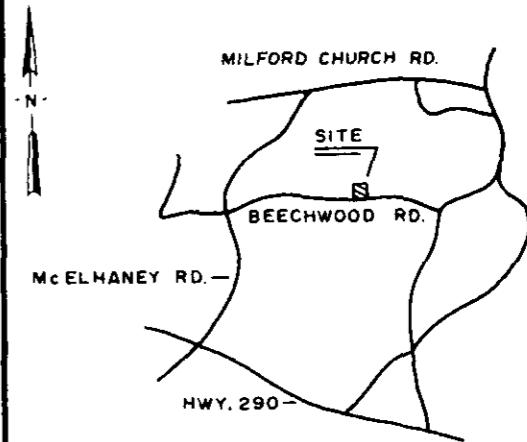 MILFORD CHURCH RD.
-N-
SITE
BEECHWOOD RD.
McELHANEY RD.
HWY. 290